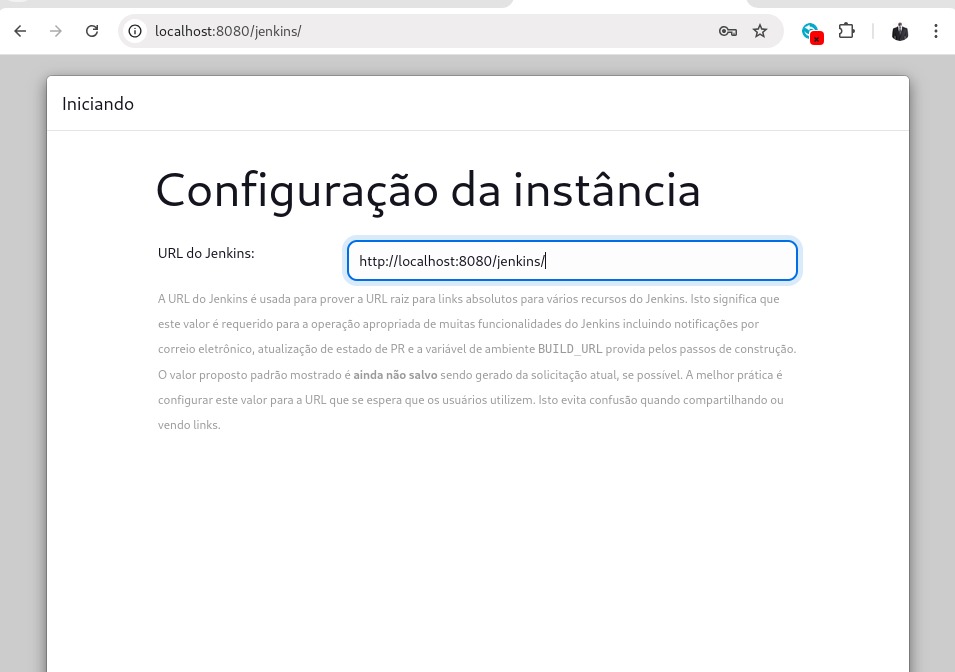 localhost:8080/jenkins/
Iniciando
Configuração da instância
URL do Jenkins:
http://localhost:8080/jenkins/
A URL do Jenkins é usada para prover a URL raiz para links absolutos para vários recursos do Jenkins. Isto significa que
este valor é requerido para a operação apropriada de muitas funcionalidades do Jenkins incluindo notificações por
correio eletrônico, atualização de estado de PR e a variável de ambiente BUILD_URL provida pelos passos de construção.
O valor proposto padrão mostrado é ainda não salvo sendo gerado da solicitação atual, se possível. A melhor prática é
configurar este valor para a URL que se espera que os usuários utilizem. Isto evita confusão quando compartilhando ou
vendo links.